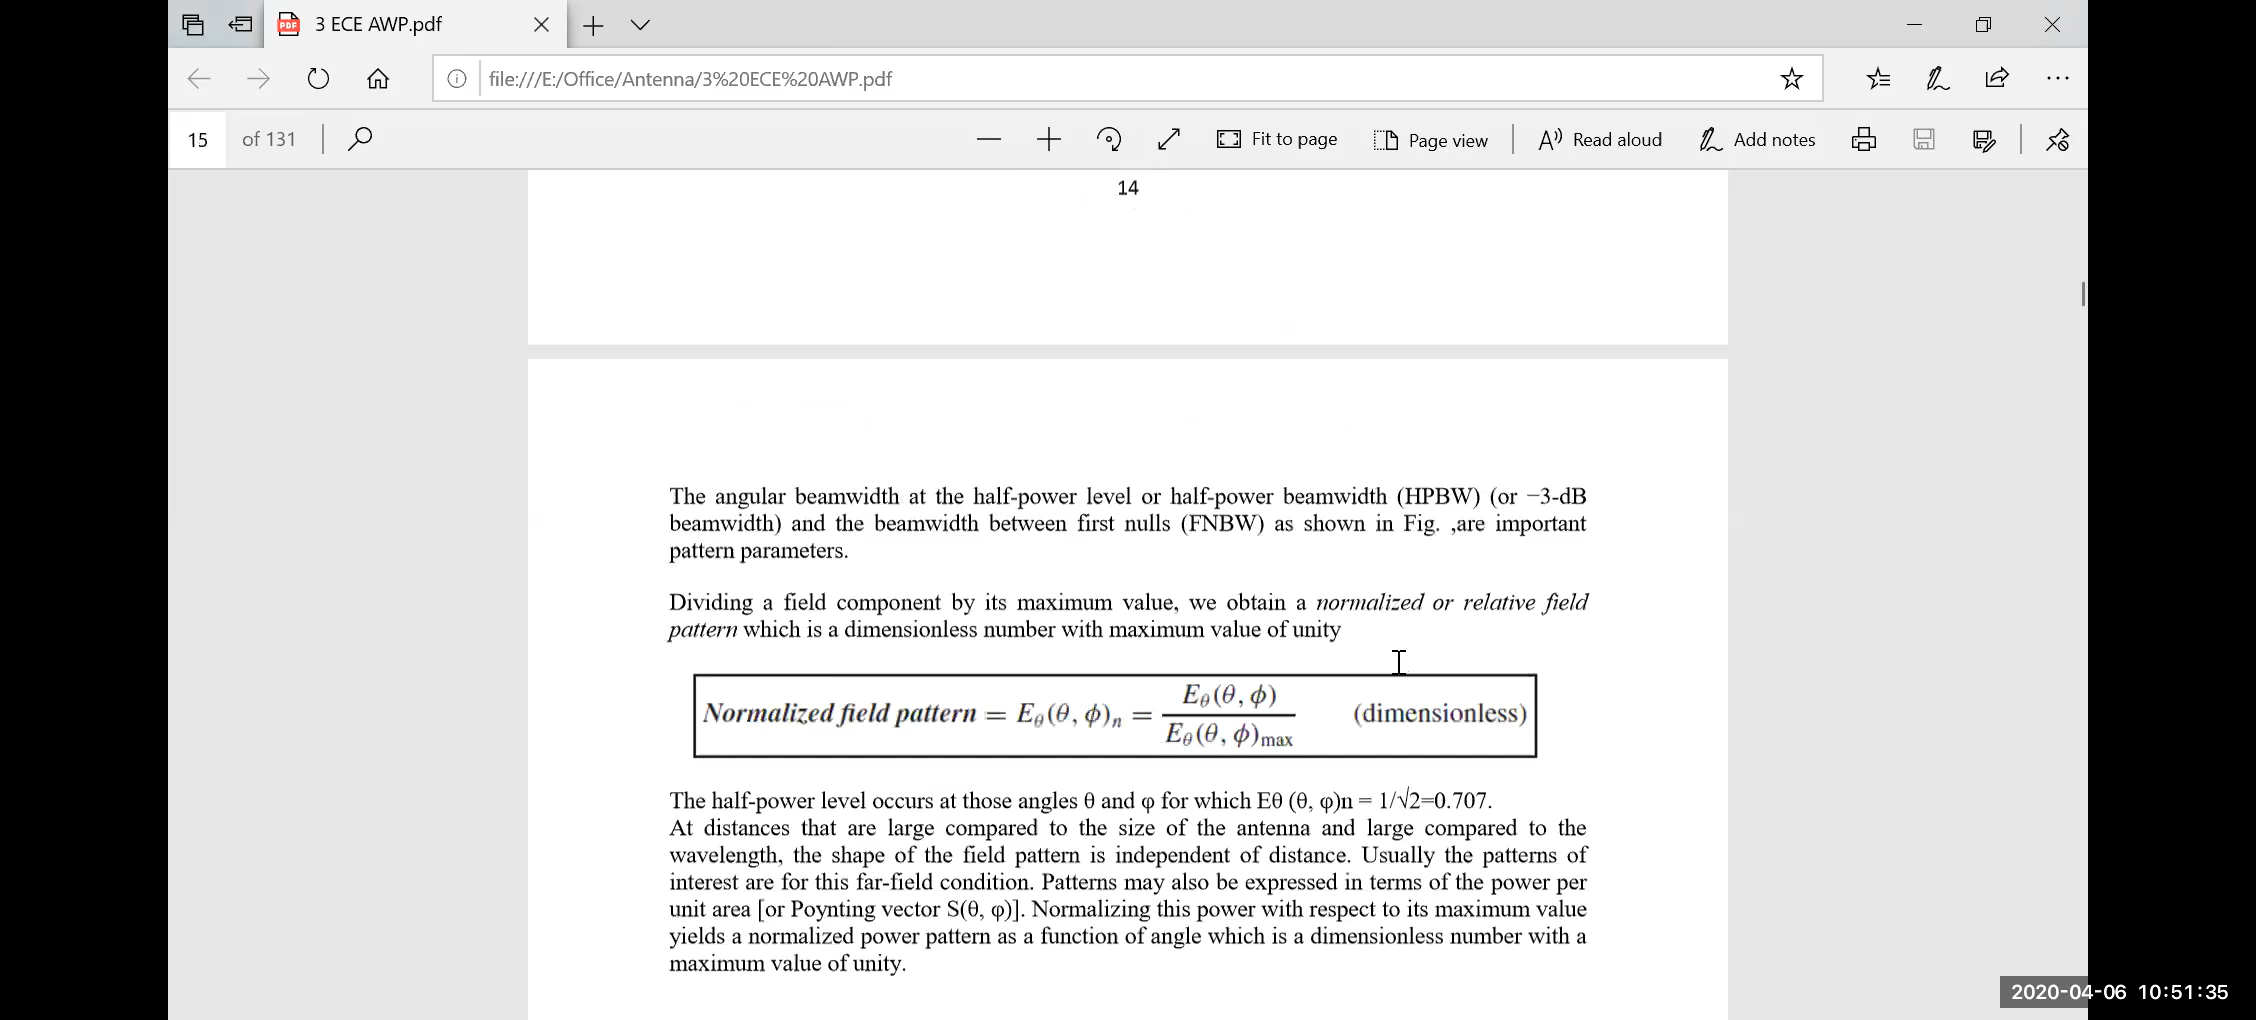 3 ECE AWP.pdf
file:///E:/Office/Antenna/3%20ECE%20AWP.pdf
15 of 131 Fit to page Page view Read aloud Add notes
14
The angular beamwidth at the half-power level or half-power beamwidth (HPBW) (or −3-dB
beamwidth) and the beamwidth between first nulls (FNBW) as shown in Fig. ,are important
pattern parameters.
Dividing a field component by its maximum value, we obtain a normalized or relative field
pattern which is a dimensionless number with maximum value of unity
Normalized field pattern = Eθ(θ, ϕ)n = Eθ(θ, ϕ) / Eθ(θ, ϕ)max (dimensionless)
The half-power level occurs at those angles θ and φ for which Eθ (θ, φ)n = 1/√2=0.707.
At distances that are large compared to the size of the antenna and large compared to the
wavelength, the shape of the field pattern is independent of distance. Usually the patterns of
interest are for this far-field condition. Patterns may also be expressed in terms of the power per
unit area [or Poynting vector S(θ, φ)]. Normalizing this power with respect to its maximum value
yields a normalized power pattern as a function of angle which is a dimensionless number with a
maximum value of unity.
2020-04-06 10:51:35